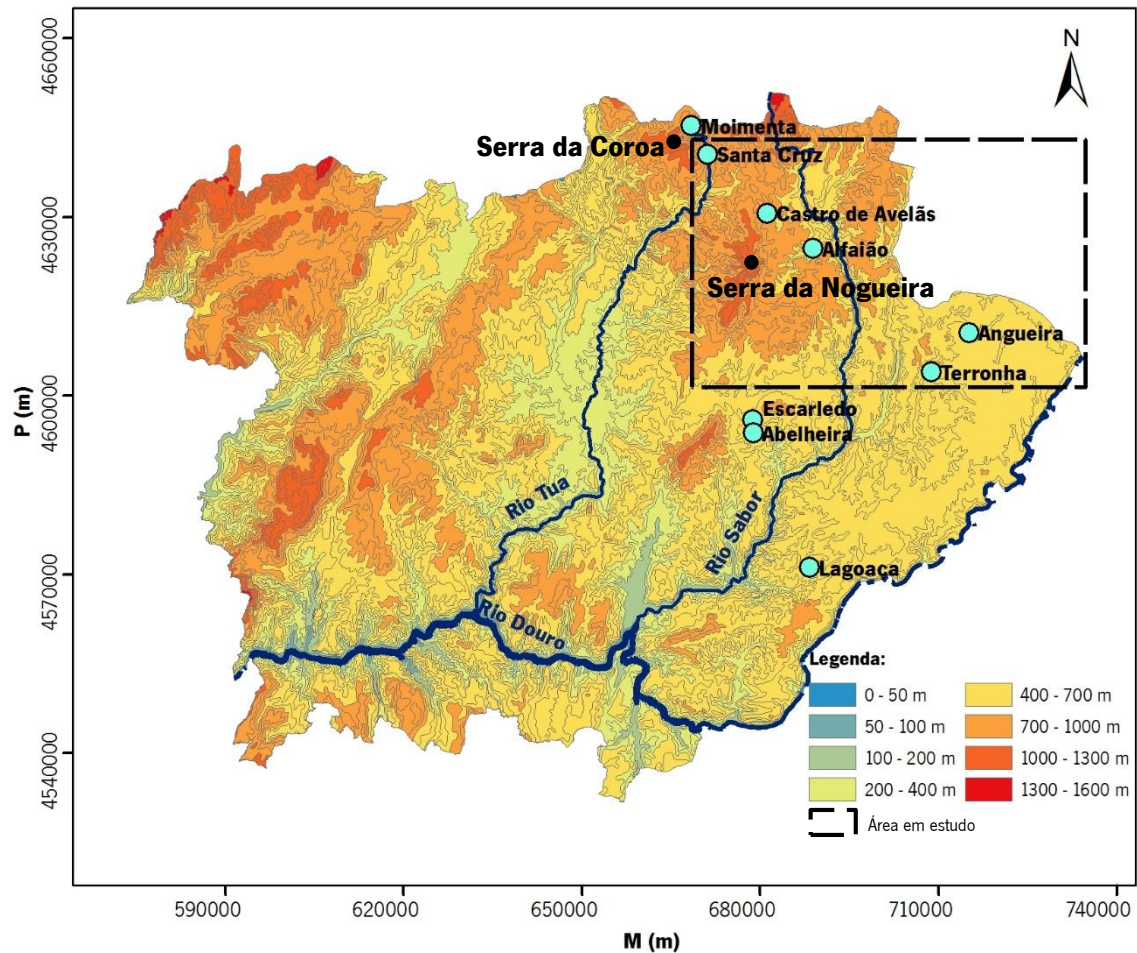 N
4660000
4630000
4600000
4570000
4540000
P (m)
Moimenta
Serra da Coroa
Santa Cruz
Castro de Avelãs
Alfaião
Serra da Nogueira
Angueira
Terronha
Escarledo
Abelheira
Rio Tua
Rio Sabor
Lagoaça
Rio Douro
Legenda:
0 - 50 m
50 - 100 m
100 - 200 m
200 - 400 m
400 - 700 m
700 - 1000 m
1000 - 1300 m
1300 - 1600 m
Área em estudo
590000 620000 650000 680000 710000 740000
M (m)